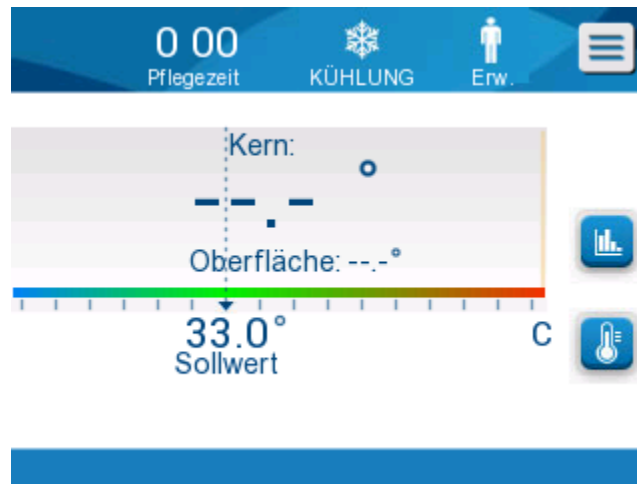 0 00
Pflegezeit
KÜHLUNG
Erw.
Kern:
--.-°
Oberfläche: --.-°
33.0°
C
Sollwert